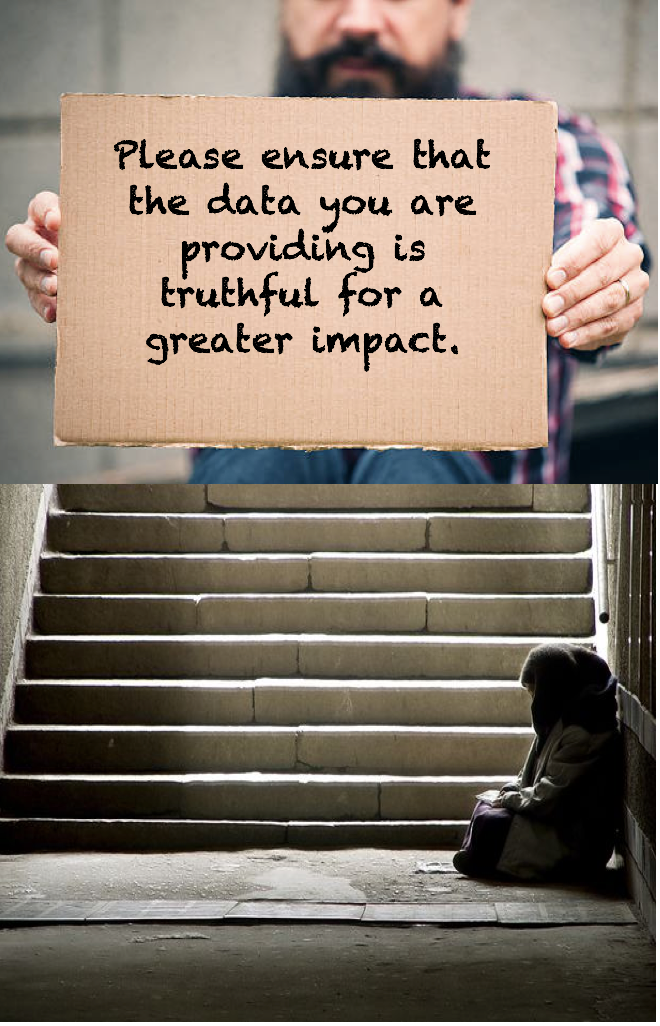 Please ensure that
the data you are
providing is
truthful for a
greater impact.